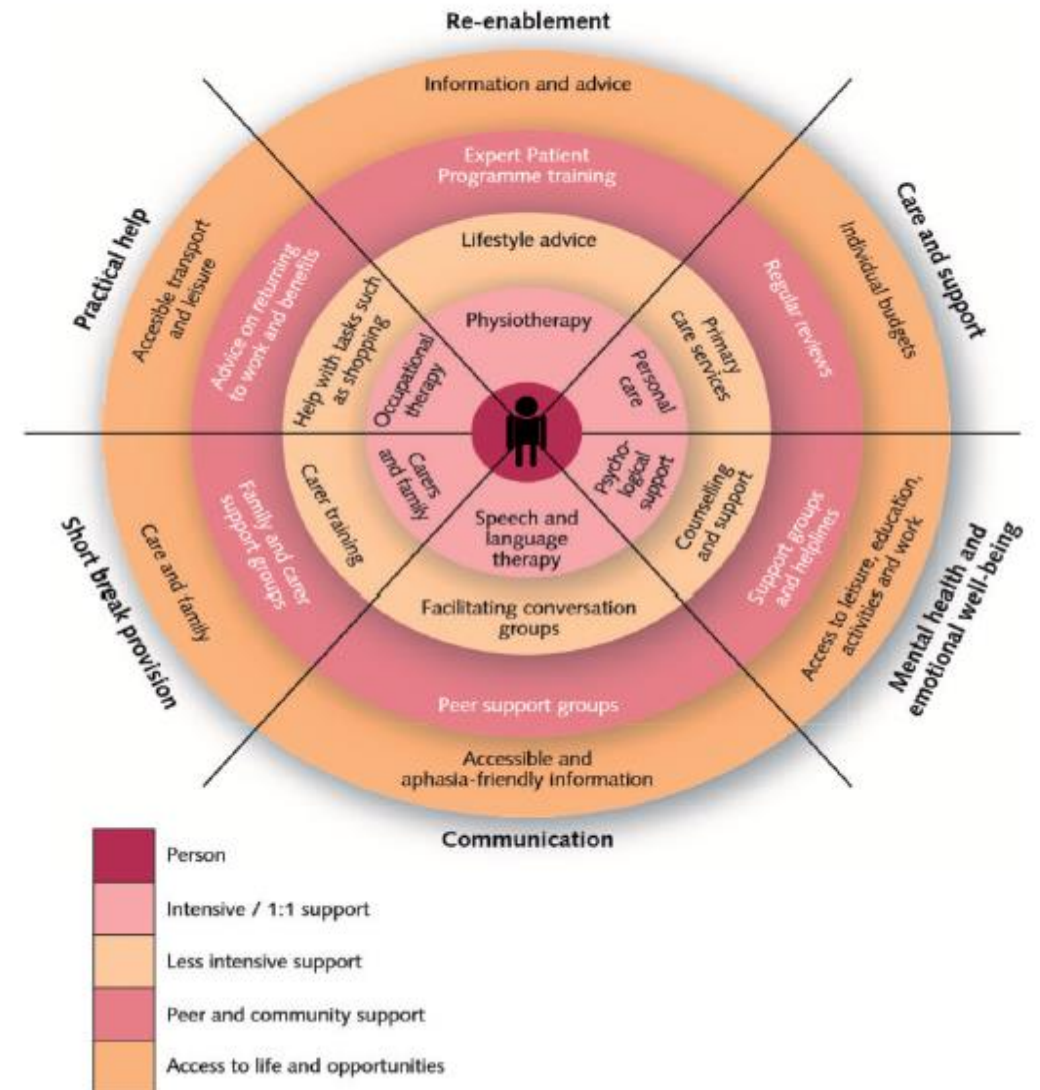 Re-enablement
Information and advice
Expert Patient
Programme training
Lifestyle advice
Physiotherapy
Care and support
Individual budgets
Regular reviews
Primary
care services
Personal
care
Mental health and
emotional well-being
Access to leisure, education,
activities and work
Support groups
and helplines
Counselling
and support
Psycho-
logical
support
Speech and
language
therapy
Facilitating conversation
groups
Peer support groups
Accessible and
aphasia-friendly information
Communication
Short break provision
Care and family
Family and carer
support groups
Carer training
Carers
and family
Practical help
Accesible transport
and leisure
Advice on returning
to work and benefits
Help with tasks such
as shopping
Occupational
therapy
Person
Intensive / 1:1 support
Less intensive support
Peer and community support
Access to life and opportunities